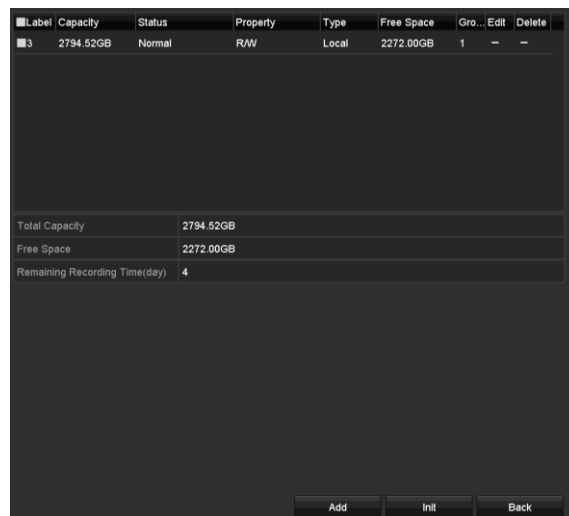 Label Capacity Status Property Type Free Space Gro... Edit Delete
3 2794.52GB Normal R/W Local 2272.00GB 1 – –
Total Capacity 2794.52GB
Free Space 2272.00GB
Remaining Recording Time(day) 4
Add Init Back